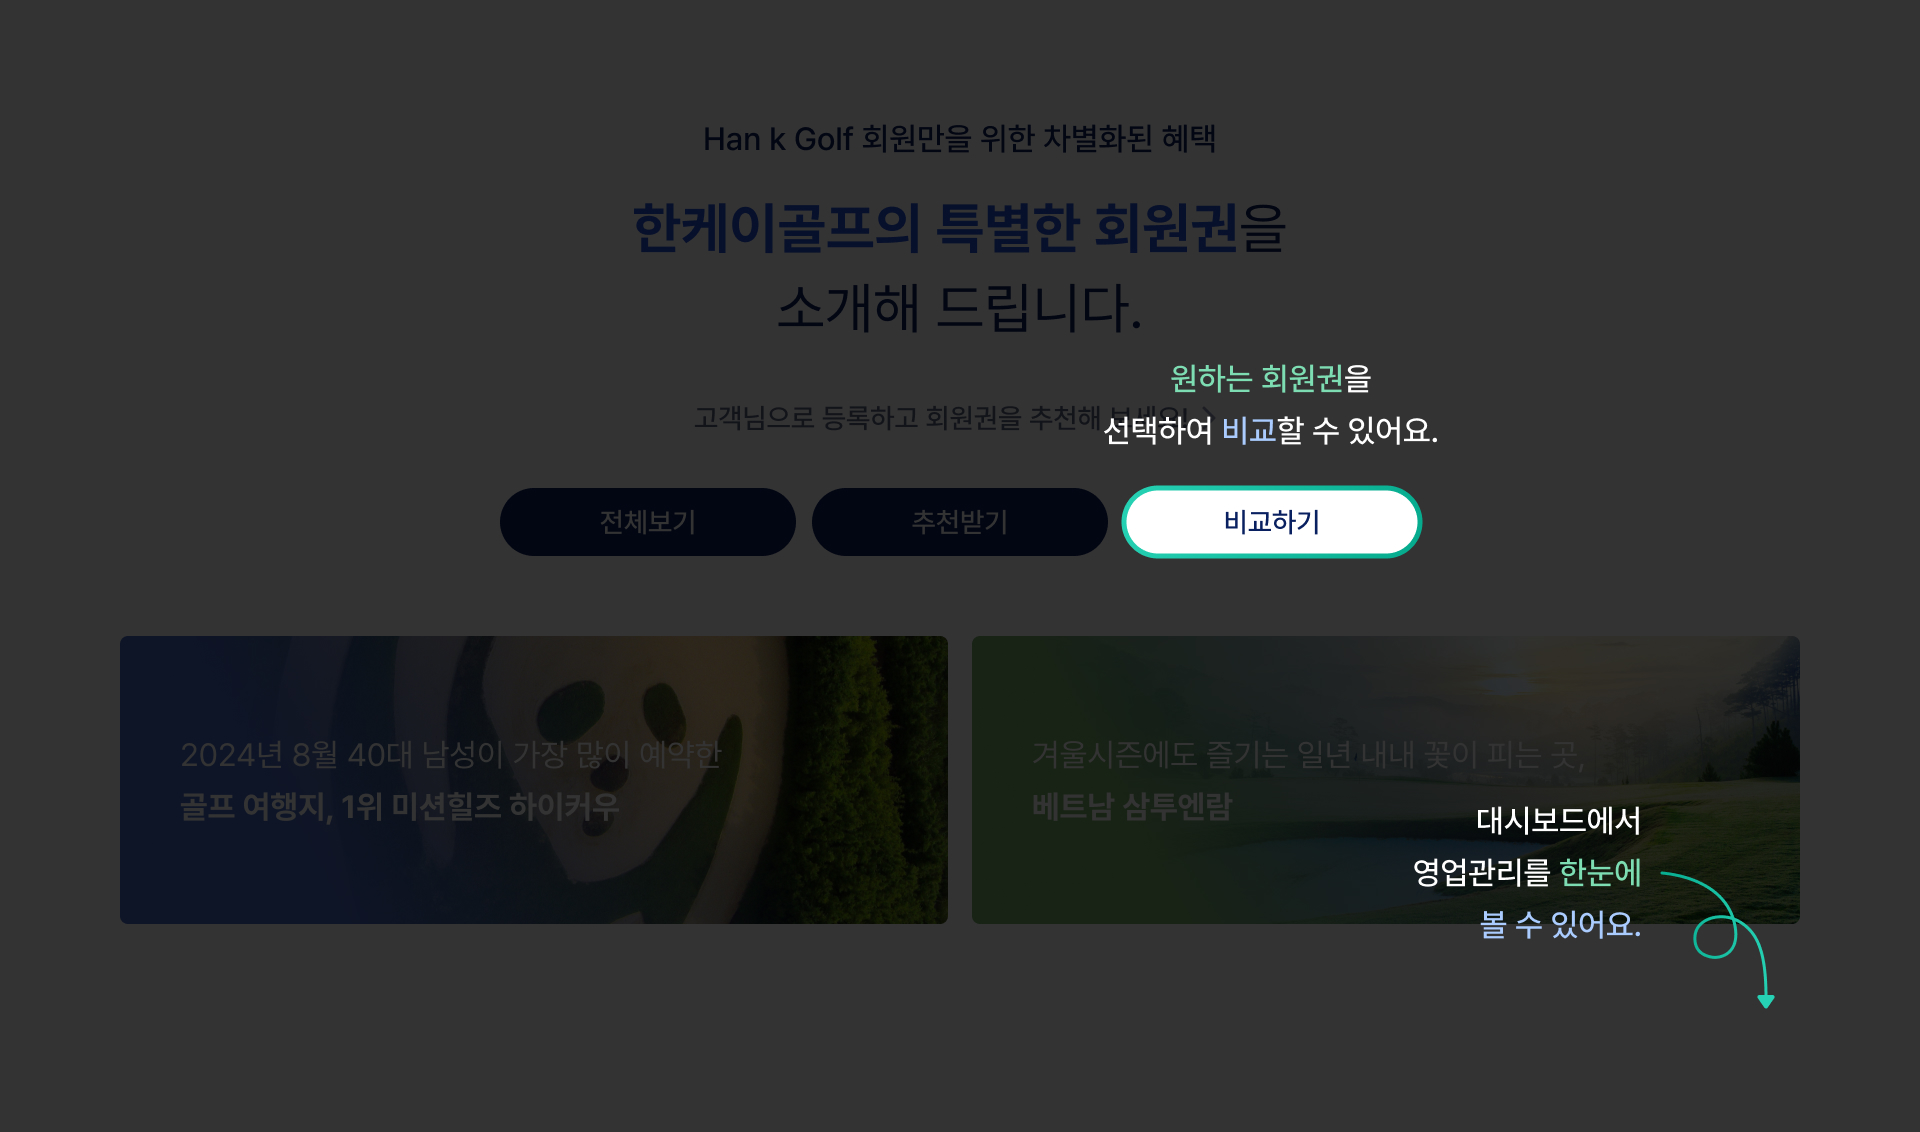 Han k Golf 회원만을 위한 차별화된 혜택
한케이골프의 특별한 회원권을
소개해 드립니다.
고객님으로 등록하고 회원권을 추천해 보세요!
원하는 회원권을
선택하여 비교할 수 있어요.
전체보기
추천받기
비교하기
2024년 8월 40대 남성이 가장 많이 예약한
골프 여행지, 1위 미션힐즈 하이커우
겨울시즌에도 즐기는 일년 내내 꽃이 피는 곳,
베트남 삼투엔람
대시보드에서
영업관리를 한눈에
볼 수 있어요.